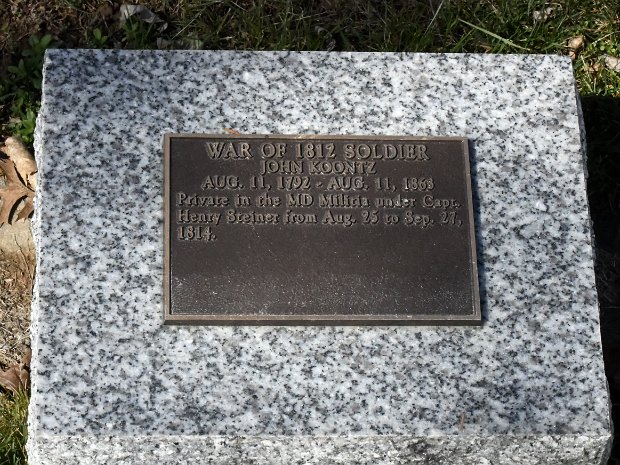 WAR OF 1812 SOLDIER
JOHN KOONTZ
AUG. 11, 1792 - AUG. 11, 1868
Private in the MD Militia under Capt.
Henry Steiner from Aug. 25 to Sep. 27,
1814.